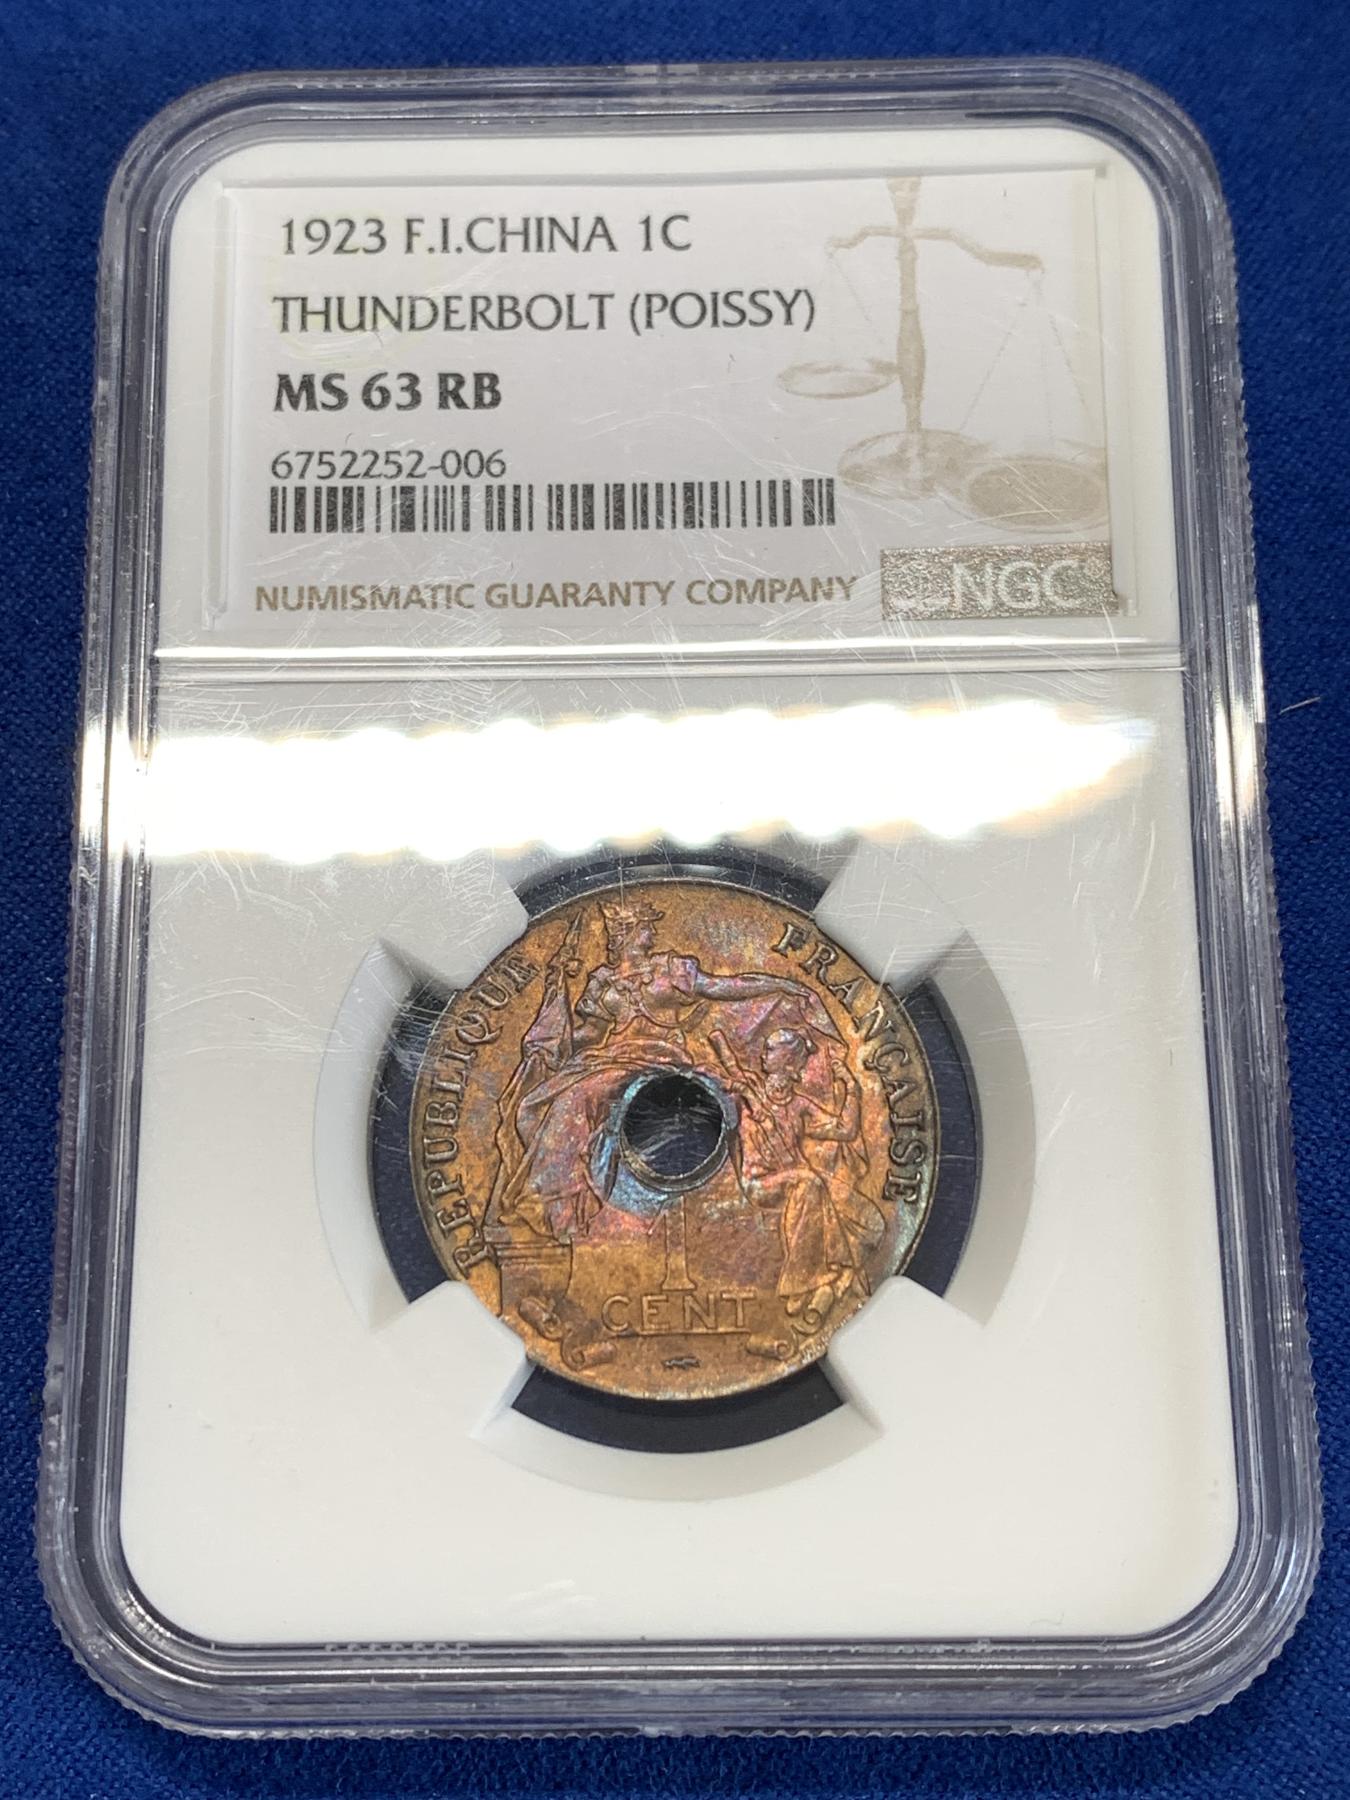 1923 F.I.CHINA 1C
THUNDERBOLT (POISSY)
MS 63 RB
6752252-006
NUMISMATIC GUARANTY COMPANY
NGC
REPUBLIQUE FRANÇAISE
1
CENT